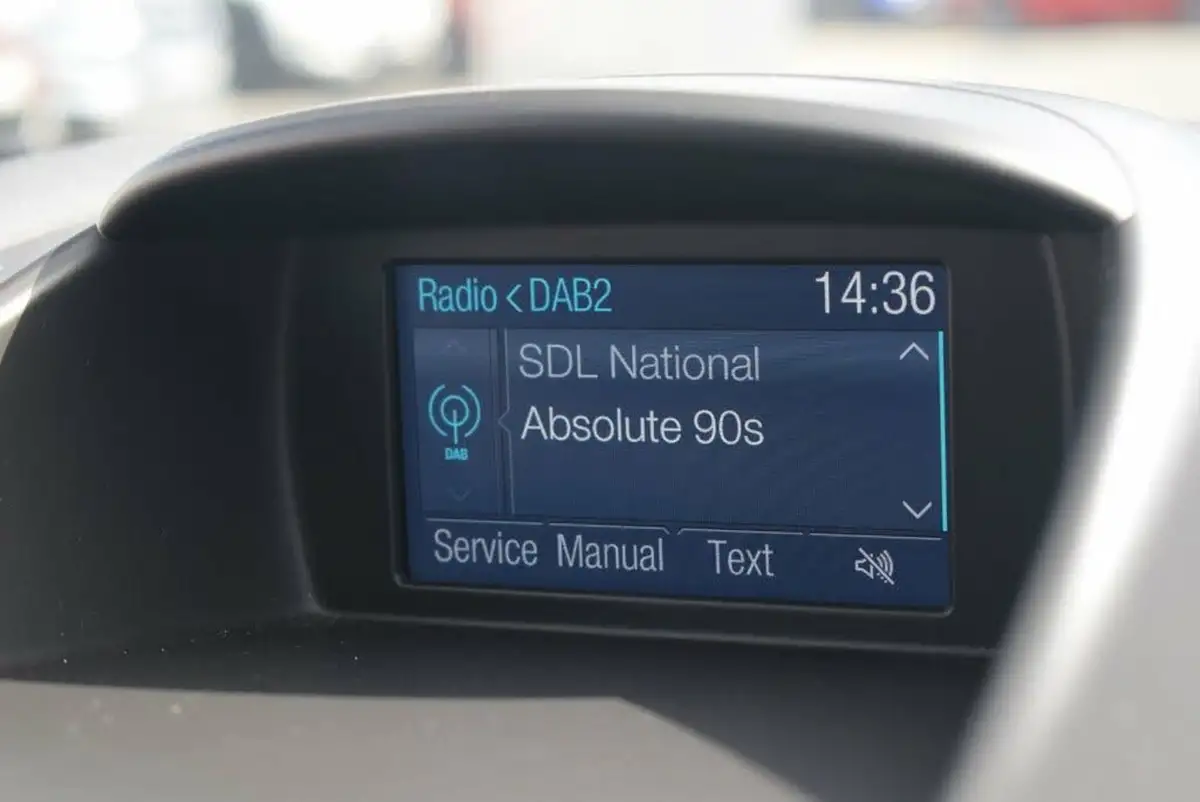 Radio < DAB2 14:36
SDL National
Absolute 90s
DAB
Service Manual Text